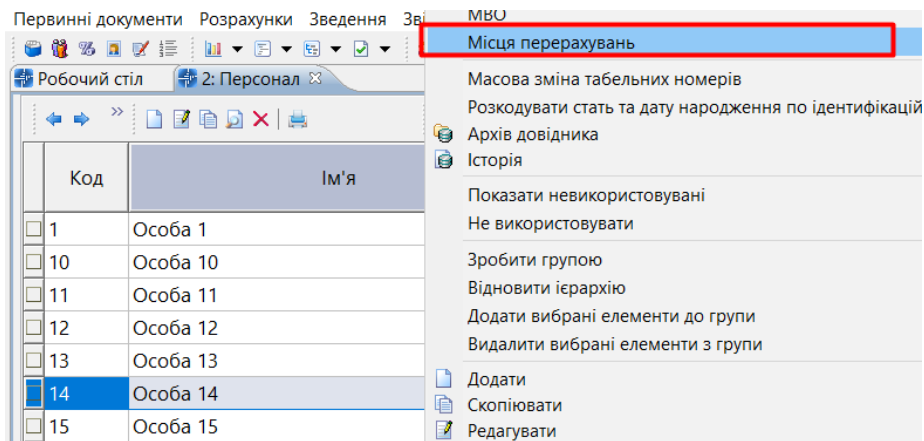 Первинні документи Розрахунки Зведення Зві
Робочий стіл
2: Персонал
Код Ім'я
1 Особа 1
10 Особа 10
11 Особа 11
12 Особа 12
13 Особа 13
14 Особа 14
15 Особа 15
МВО
Місця перерахувань
Масова зміна табельних номерів
Розкодувати стать та дату народження по ідентифікацій
Архів довідника
Історія
Показати невикористовувані
Не використовувати
Зробити групою
Відновити ієрархію
Додати вибрані елементи до групи
Видалити вибрані елементи з групи
Додати
Скопіювати
Редагувати